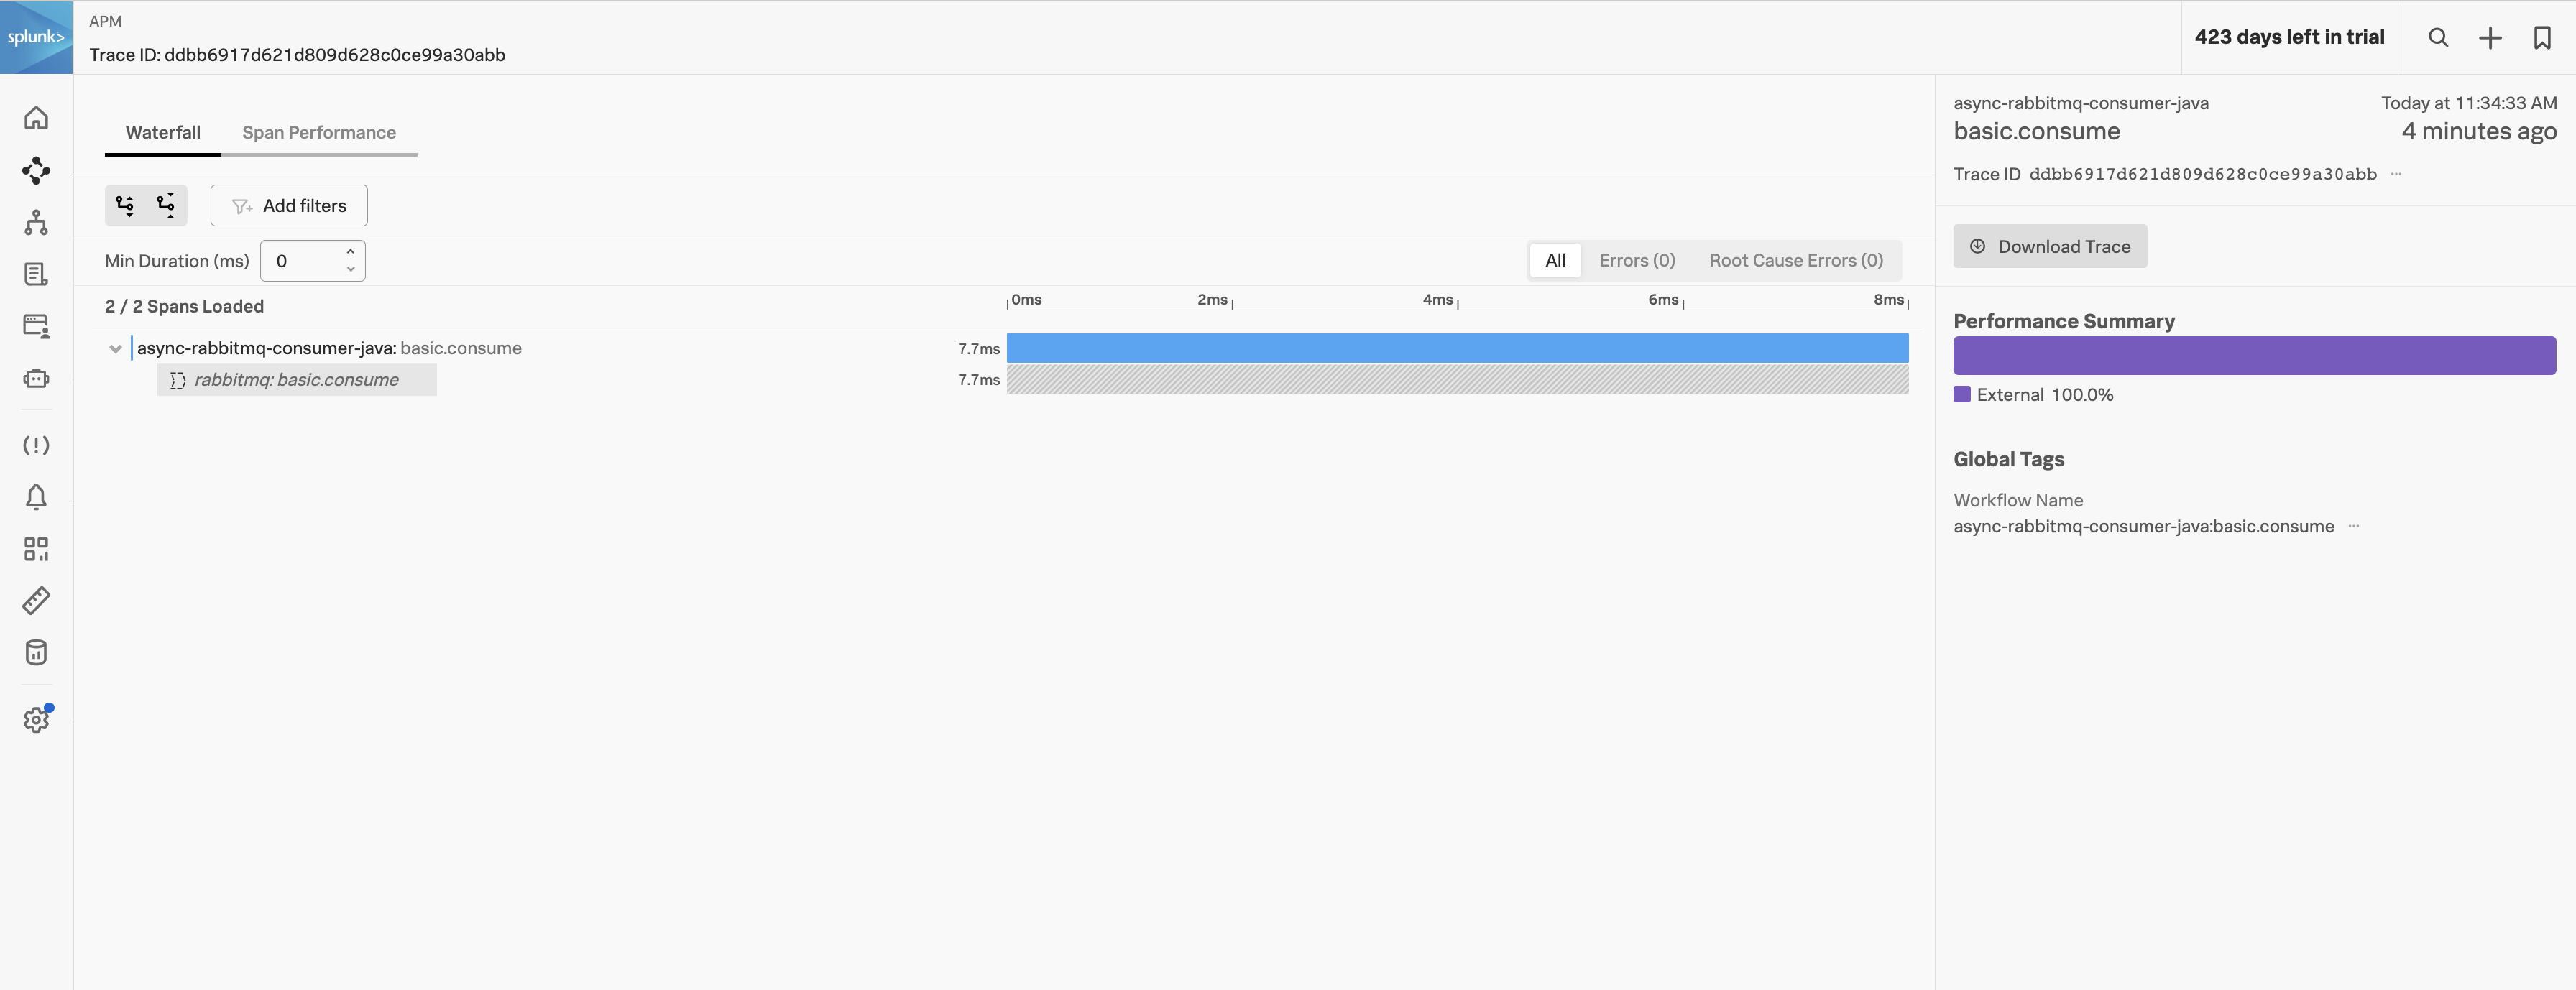 splunk>
APM
Trace ID: ddbb6917d621d809d628c0ce99a30abb
423 days left in trial
Waterfall
Span Performance
Add filters
Min Duration (ms)
0
All
Errors (0)
Root Cause Errors (0)
2 / 2 Spans Loaded
0ms
2ms
4ms
6ms
8ms
async-rabbitmq-consumer-java: basic.consume
7.7ms
rabbitmq: basic.consume
7.7ms
async-rabbitmq-consumer-java
Today at 11:34:33 AM
basic.consume
4 minutes ago
Trace ID ddbb6917d621d809d628c0ce99a30abb ...
Download Trace
Performance Summary
External 100.0%
Global Tags
Workflow Name
async-rabbitmq-consumer-java:basic.consume ...